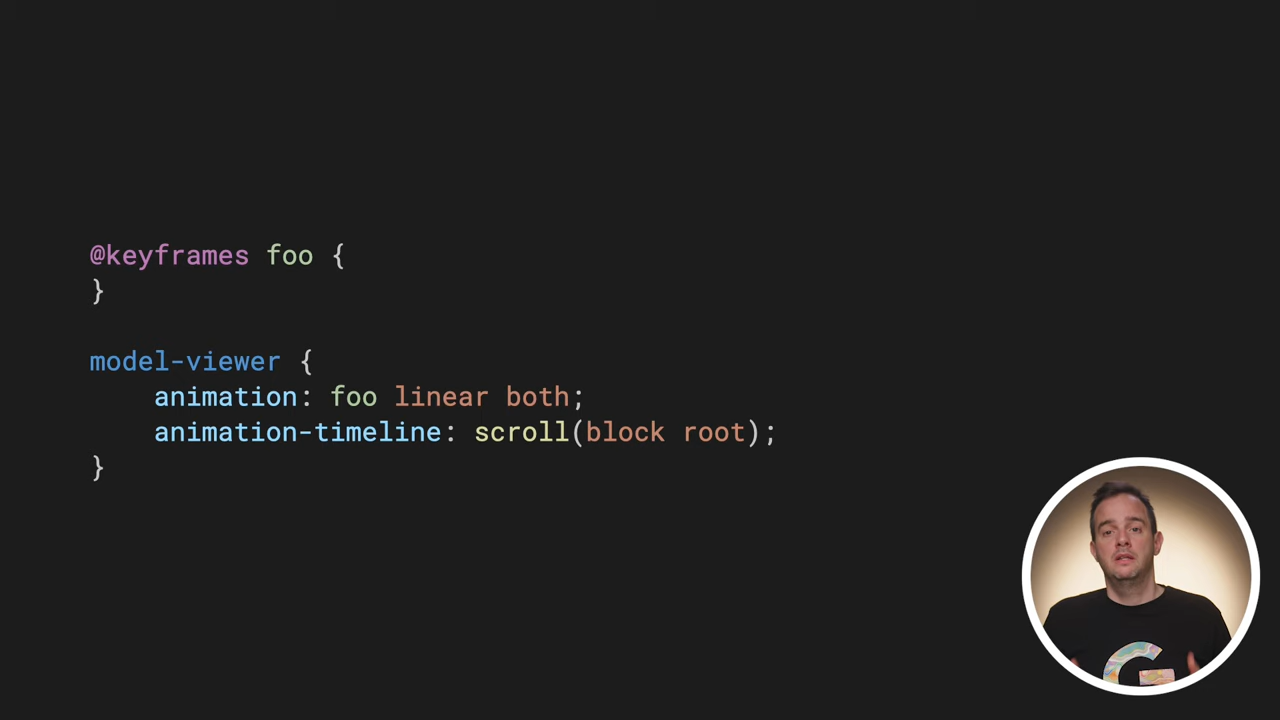 @keyframes foo {
}
model-viewer {
animation: foo linear both;
animation-timeline: scroll(block root);
}
G